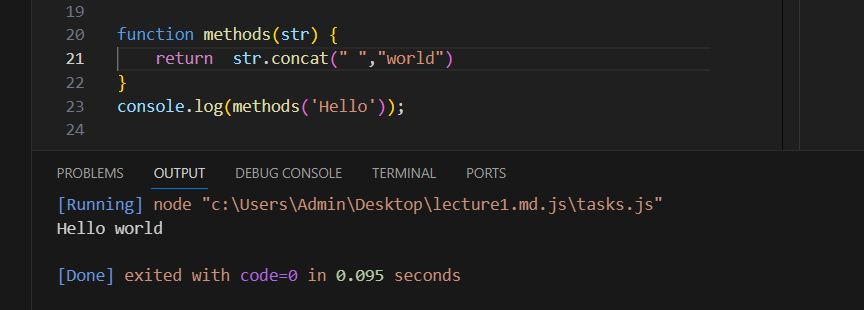 19
20 function methods(str) {
21     return  str.concat(" ","world")
22 }
23 console.log(methods('Hello'));
24
PROBLEMS OUTPUT DEBUG CONSOLE TERMINAL PORTS
[Running] node "c:\Users\Admin\Desktop\lecture1.md.js\tasks.js"
Hello world
[Done] exited with code=0 in 0.095 seconds